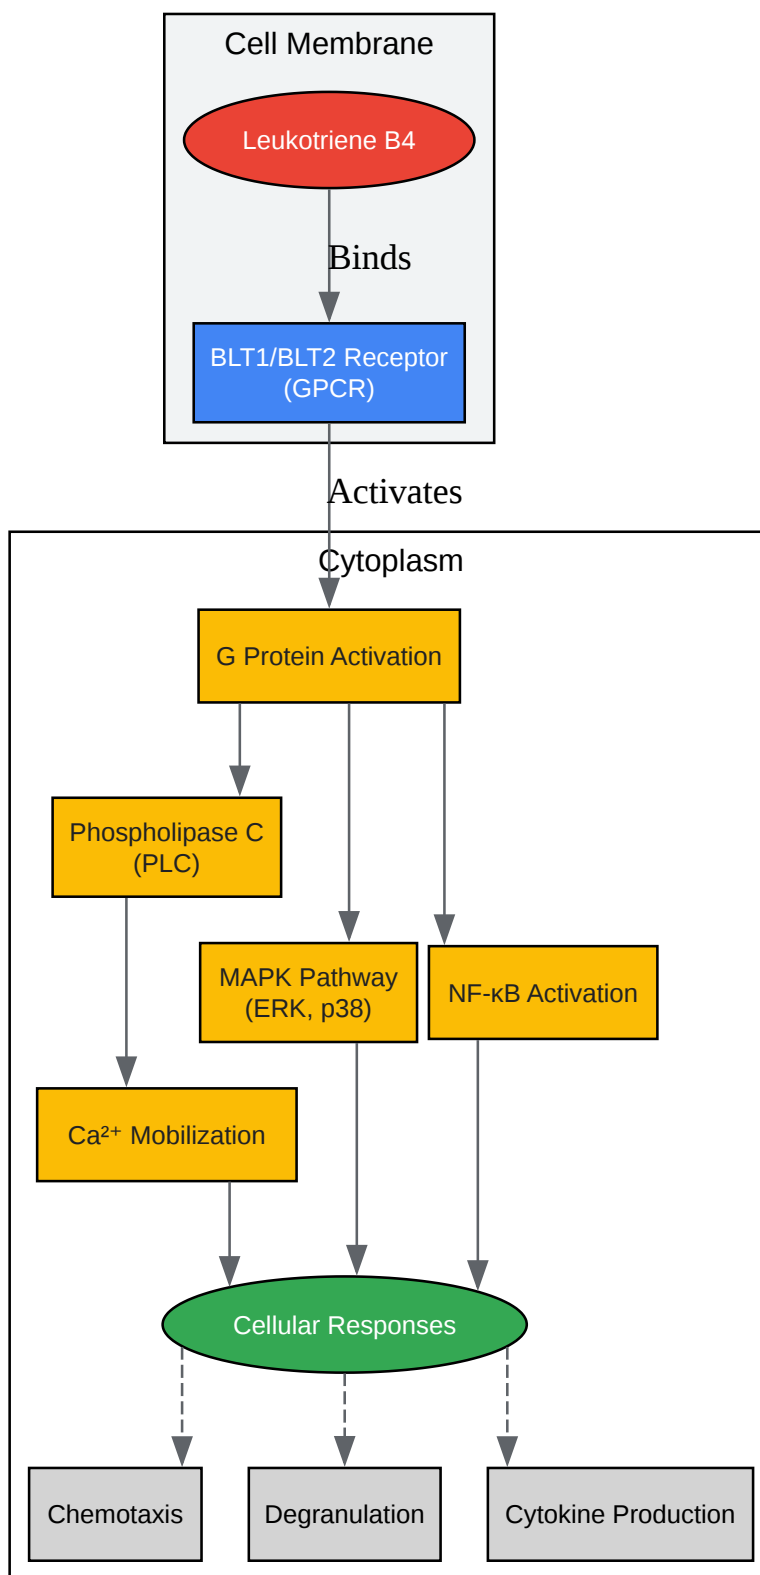 Cell Membrane
Leukotriene B4
Binds
BLT1/BLT2 Receptor
(GPCR)
Activates
Cytoplasm
G Protein Activation
Phospholipase C
(PLC)
MAPK Pathway
(ERK, p38)
NF-κB Activation
Ca²⁺ Mobilization
Cellular Responses
Chemotaxis
Degranulation
Cytokine Production